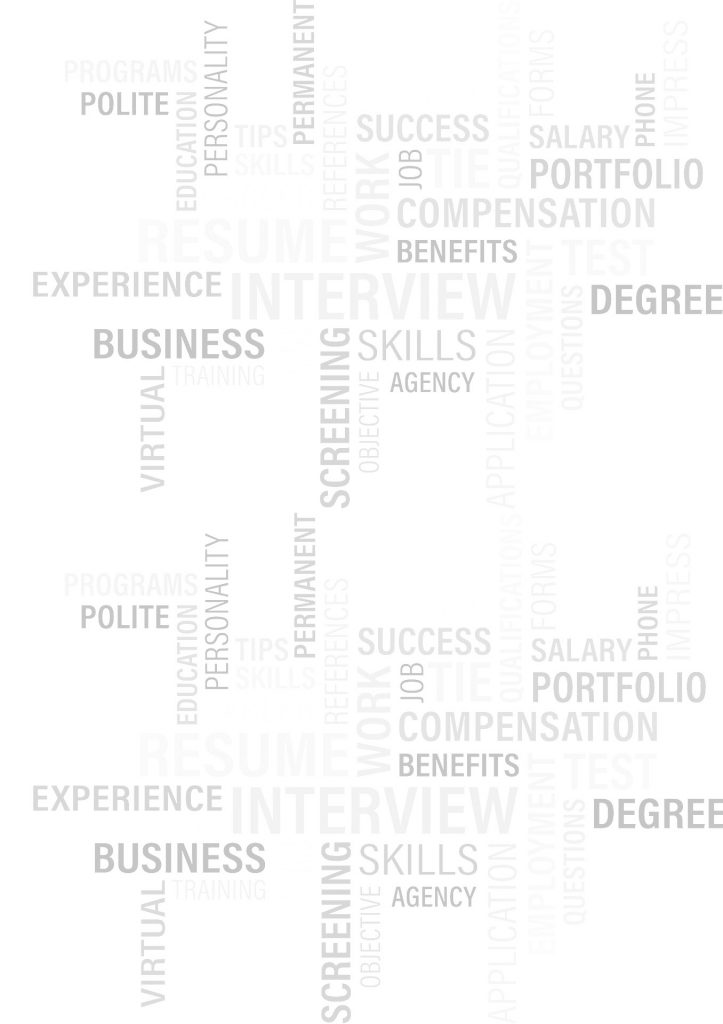 PROGRAMS
POLITE
EDUCATION
PERSONALITY
TIPS
SKILLS
PERMANENT
REFERENCES
SUCCESS
WORK
JOB
TIE
QUALIFICATIONS
FORMS
SALARY
PHONE
IMPRESS
PORTFOLIO
COMPENSATION
RESUME
BENEFITS
TEST
EXPERIENCE
INTERVIEW
EMPLOYMENT
QUESTIONS
DEGREE
BUSINESS
TRAINING
VIRTUAL
SCREENING
SKILLS
OBJECTIVE
AGENCY
APPLICATION
PROGRAMS
POLITE
EDUCATION
PERSONALITY
TIPS
SKILLS
PERMANENT
REFERENCES
SUCCESS
WORK
JOB
TIE
QUALIFICATIONS
FORMS
SALARY
PHONE
IMPRESS
PORTFOLIO
COMPENSATION
RESUME
BENEFITS
TEST
EXPERIENCE
INTERVIEW
EMPLOYMENT
QUESTIONS
DEGREE
BUSINESS
TRAINING
VIRTUAL
SCREENING
SKILLS
OBJECTIVE
AGENCY
APPLICATION